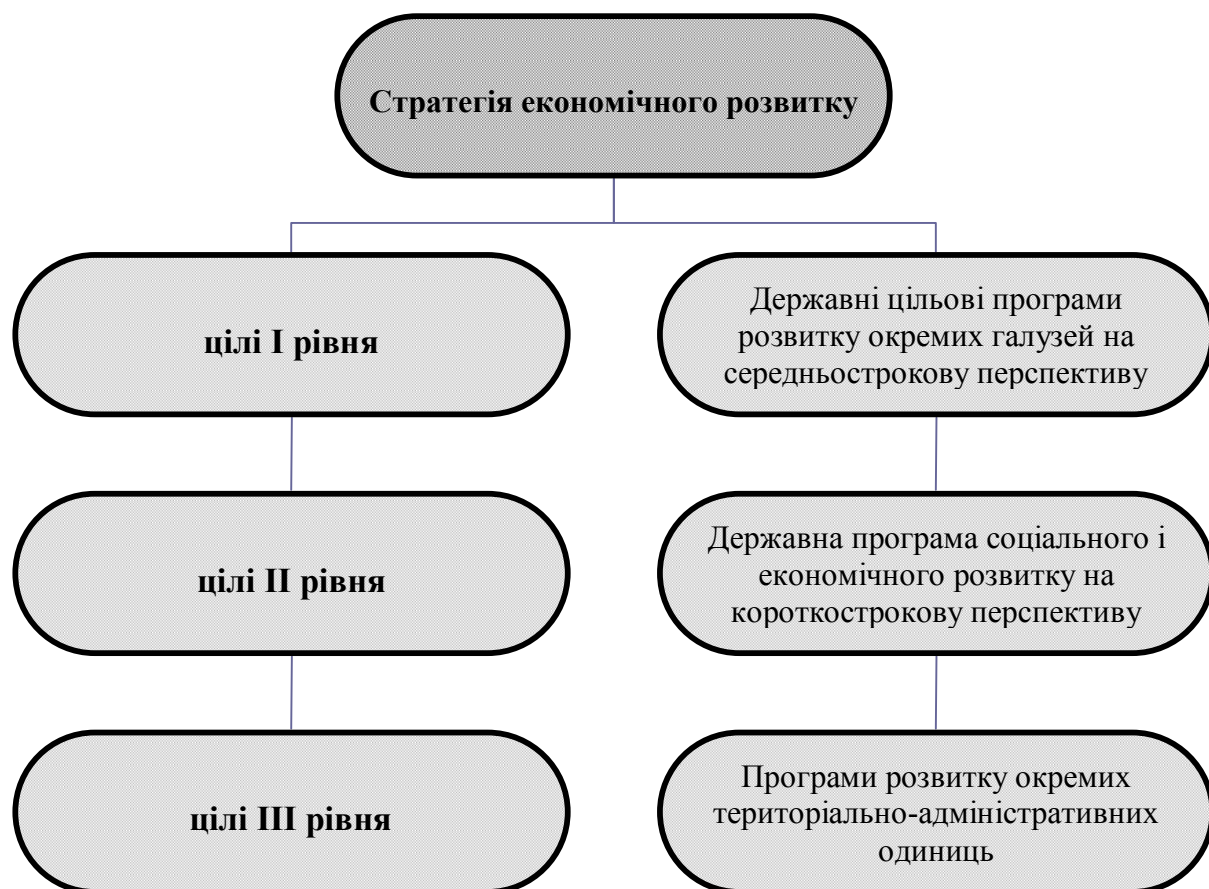 Стратегія економічного розвитку
цілі І рівня
Державні цільові програми
розвитку окремих галузей на
середньострокову перспективу
цілі ІІ рівня
Державна програма соціального і
економічного розвитку на
короткострокову перспективу
цілі ІІІ рівня
Програми розвитку окремих
територіально-адміністративних
одиниць